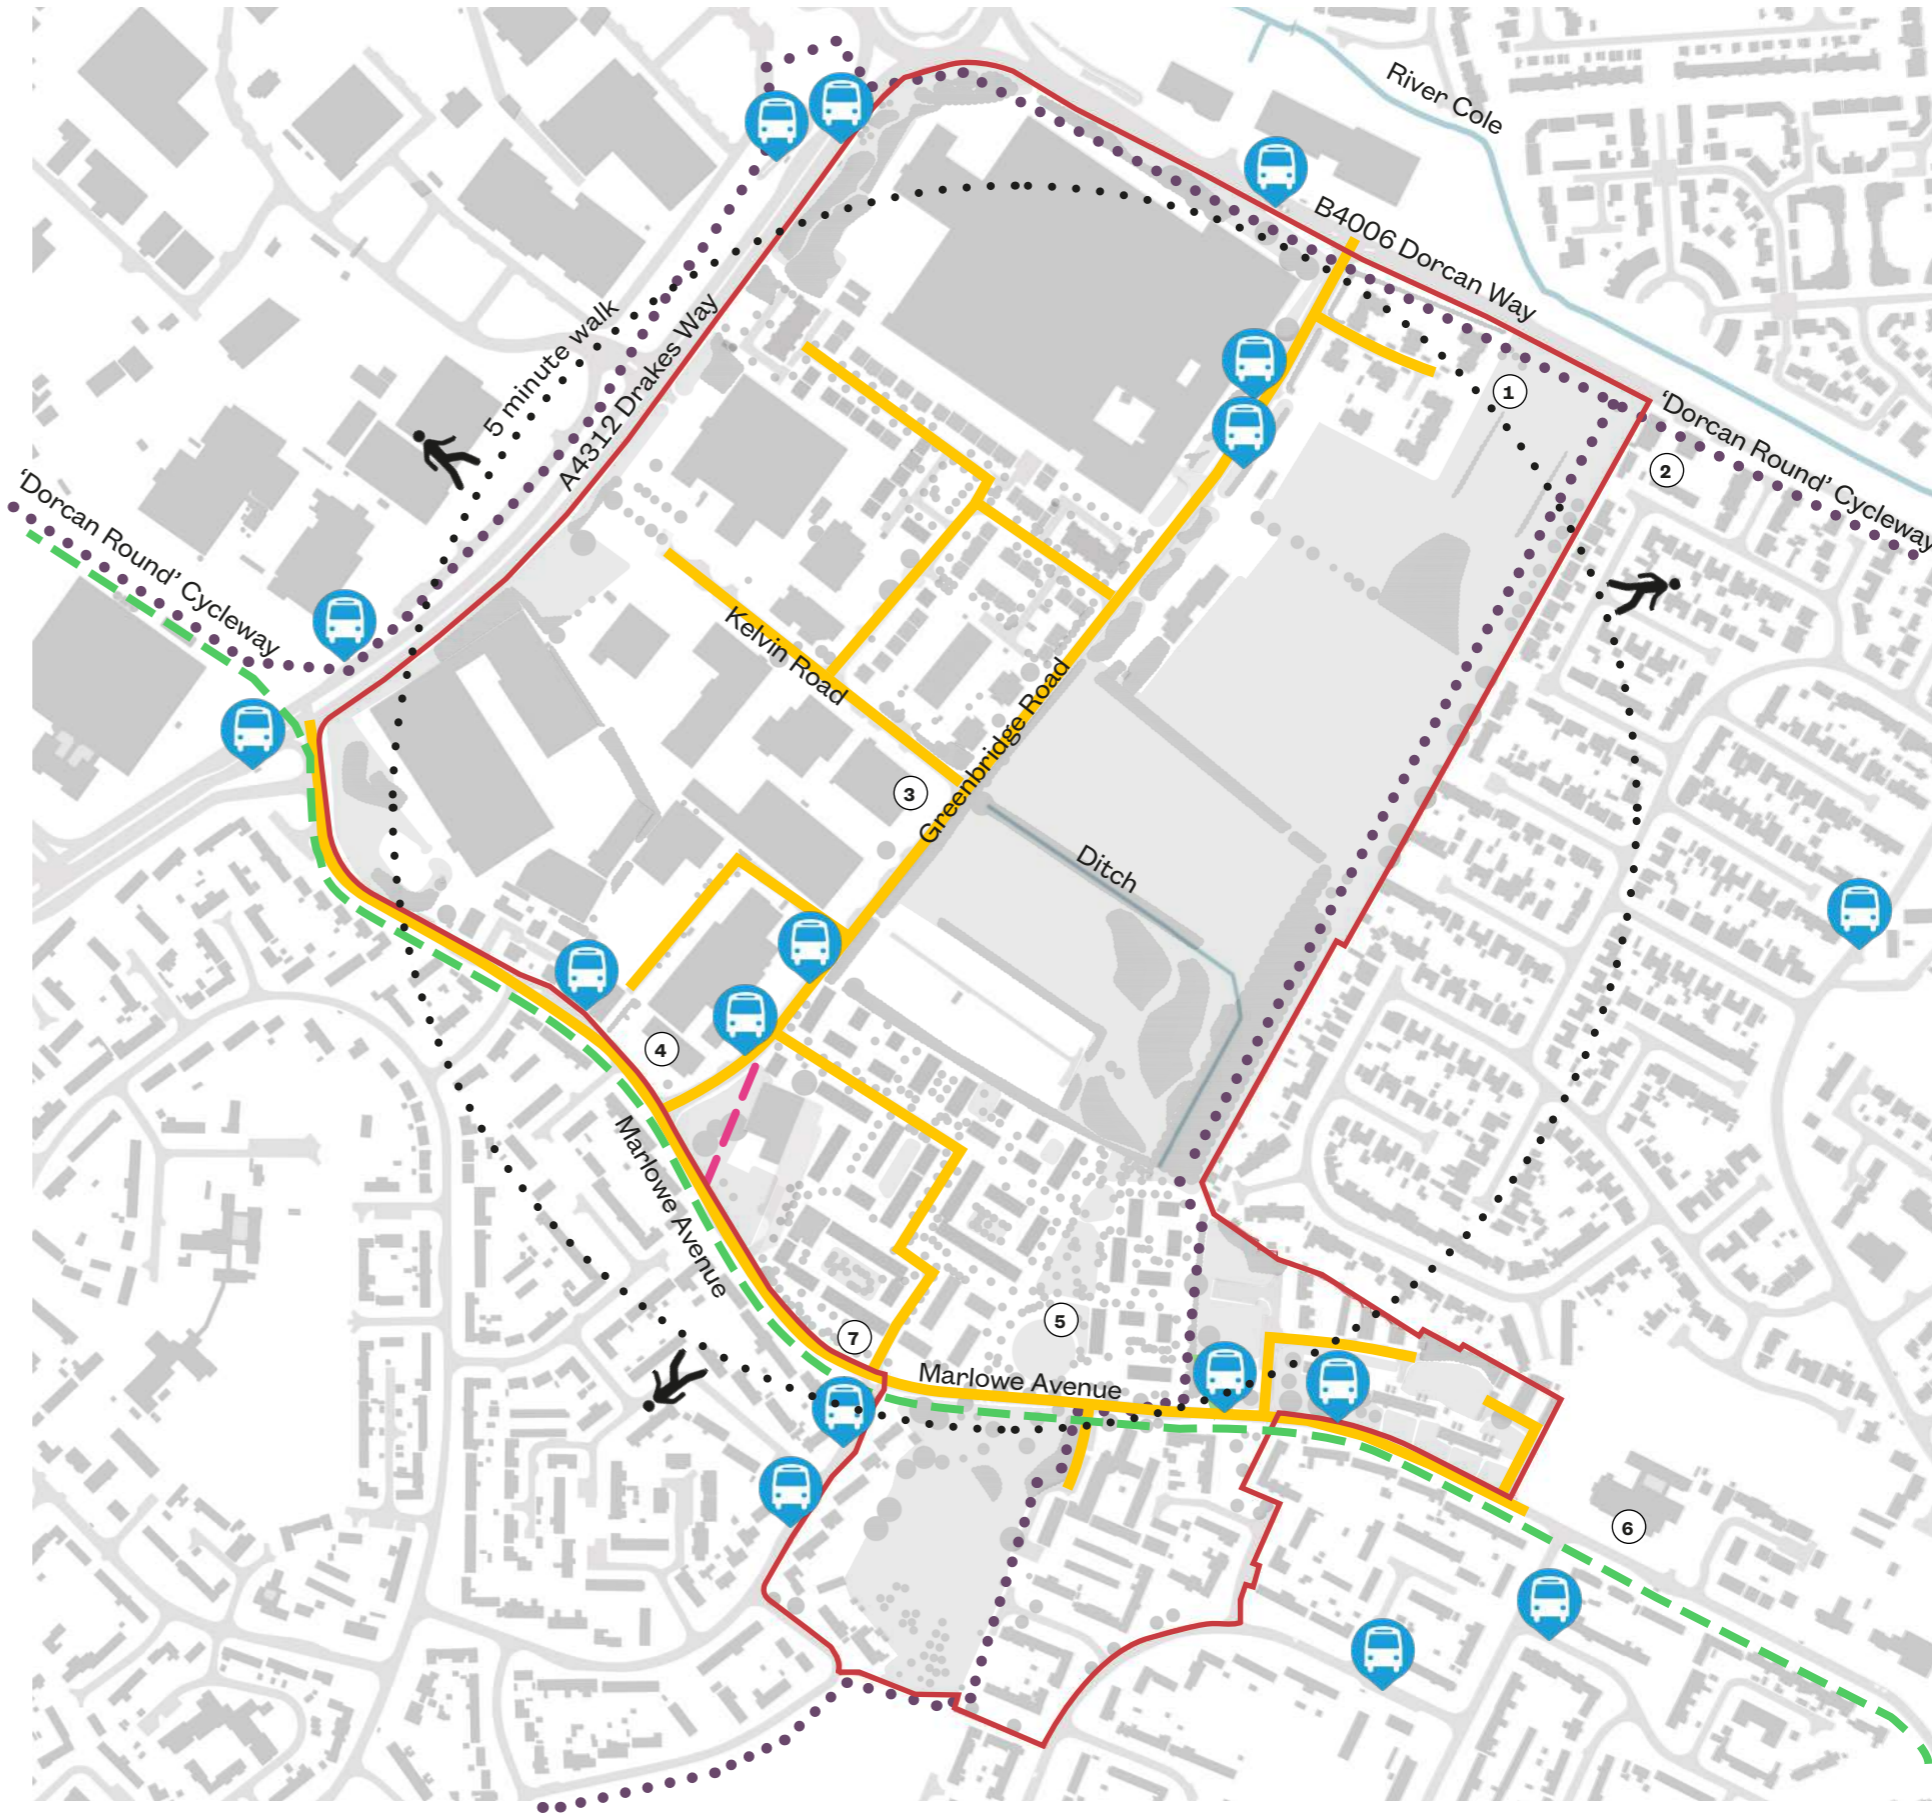 River Cole
B4006 Dorcan Way
5 minute walk
A4312 Drakes Way
1
‘Dorcan Round’ Cycleway
2
‘Dorcan Round’ Cycleway
Kelvin Road
Greenbridge Road
3
Ditch
4
Marlowe Avenue
5
7
Marlowe Avenue
6